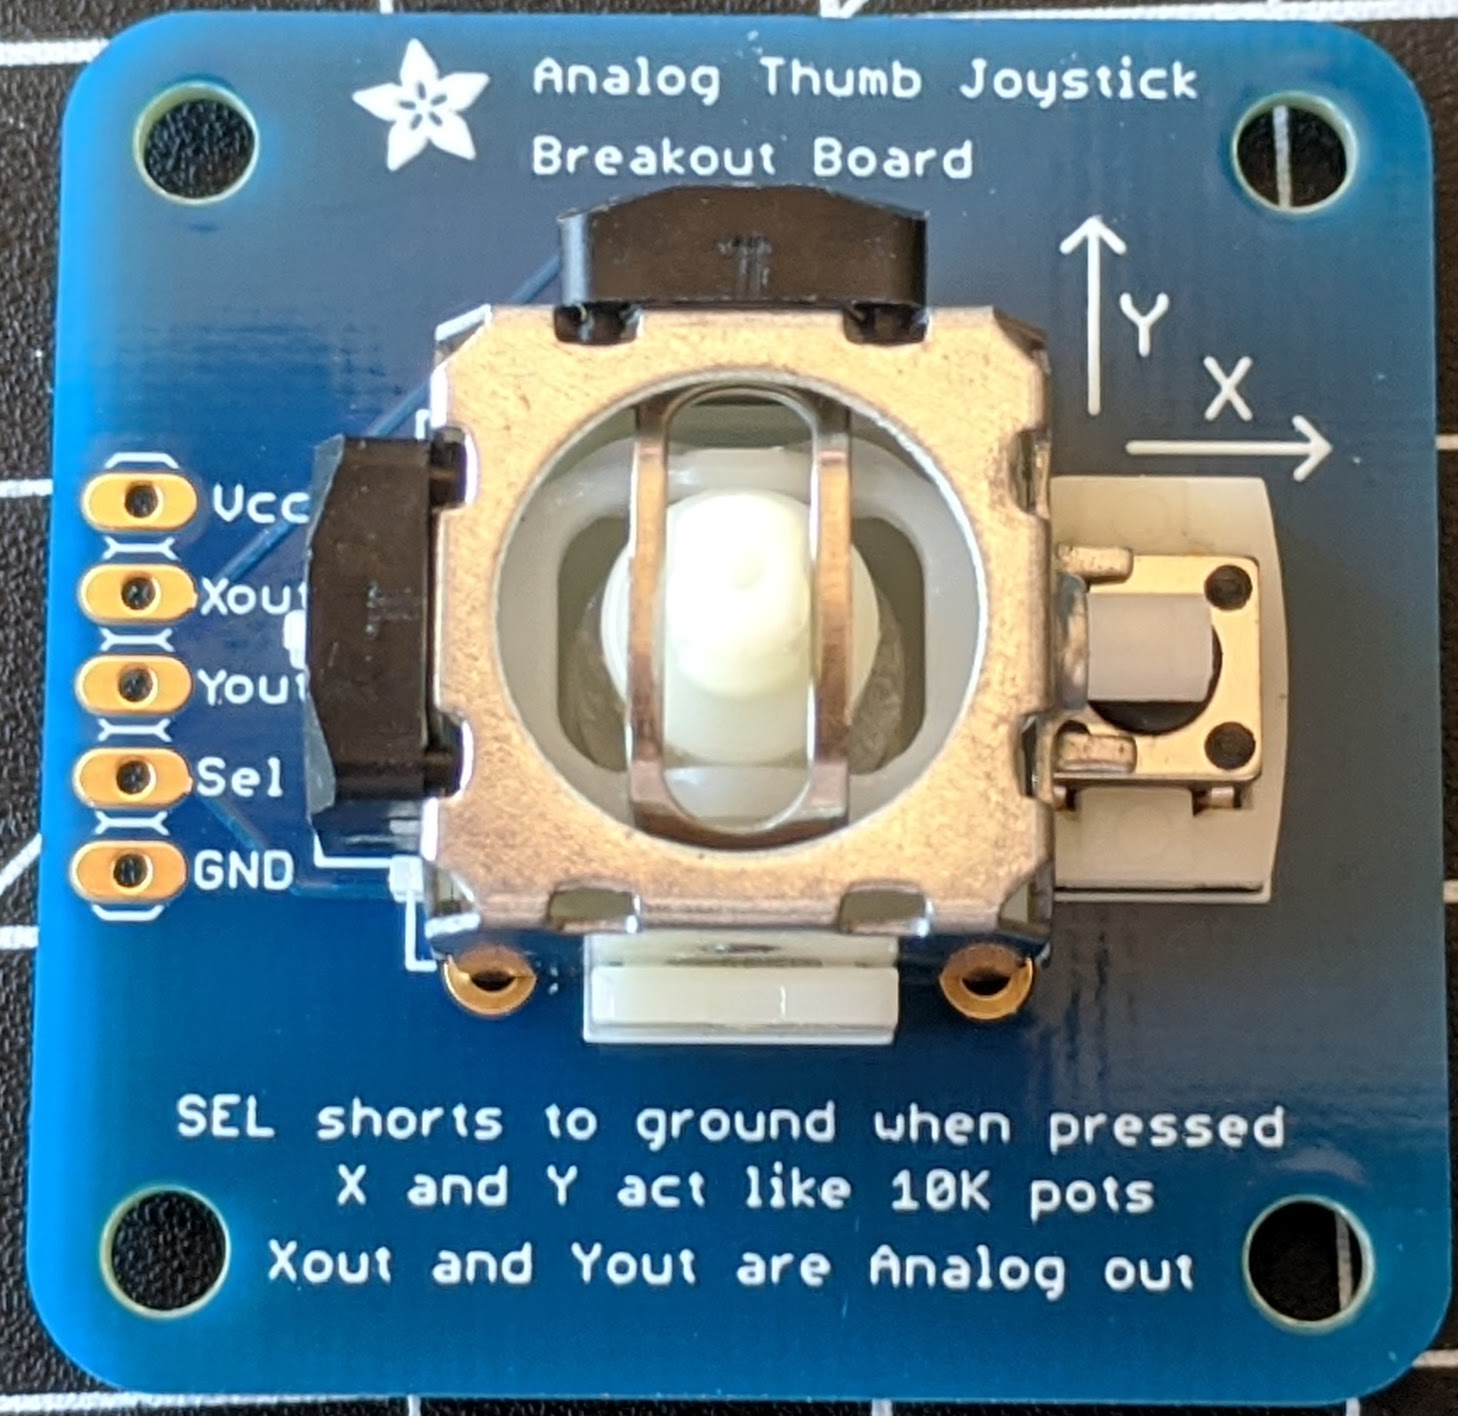 Analog Thumb Joystick
Breakout Board
Y
X
Vcc
Xout
Yout
Sel
GND
SEL shorts to ground when pressed
X and Y act like 10K pots
Xout and Yout are Analog out